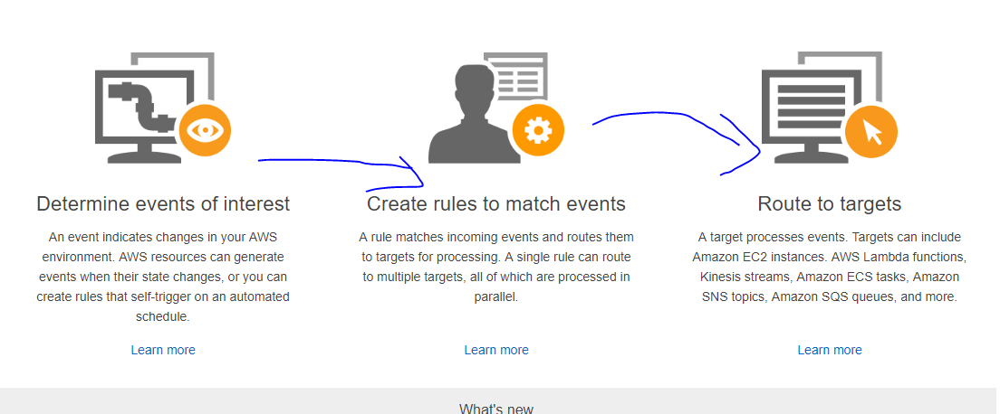 Determine events of interest
An event indicates changes in your AWS
environment. AWS resources can generate
events when their state changes, or you can
create rules that self-trigger on an automated
schedule.
Learn more
Create rules to match events
A rule matches incoming events and routes them
to targets for processing. A single rule can route
to multiple targets, all of which are processed in
parallel.
Learn more
Route to targets
A target processes events. Targets can include
Amazon EC2 instances. AWS Lambda functions,
Kinesis streams, Amazon ECS tasks, Amazon
SNS topics, Amazon SQS queues, and more.
Learn more
What's new